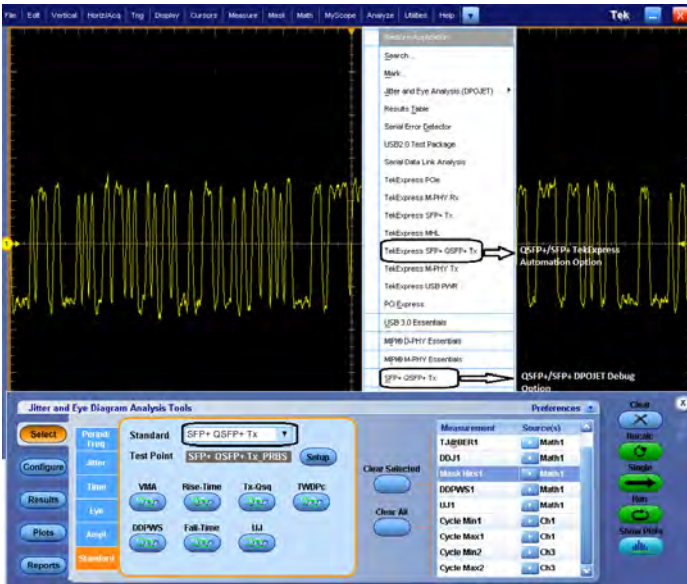 File Edit Vertical Horiz/Acq Trig Display Cursors Measure Mask Math MyScope Analyze Utilities Help Tek X
Search...
Mark...
Jitter and Eye Analysis (DPOJET)
Results Table
Serial Error Detector
USB2.0 Test Package
Serial Data Link Analysis
TekExpress PCIe
TekExpress M-PHY Rx
TekExpress SFP+ Tx
TekExpress MHL
TekExpress SFP+ QSFP+ Tx
QSFP+/SFP+ TekExpress
Automation Option
TekExpress M-PHY Tx
TekExpress USB PWR
PCI Express
USB 3.0 Essentials
MIPI® D-PHY Essentials
MIPI® M-PHY Essentials
SFP+ QSFP+ Tx
QSFP+/SFP+ DPOJET Debug
Option
Jitter and Eye Diagram Analysis Tools
Preferences
Clear
X
Select
Configure
Results
Plots
Reports
Period/
Freq
Jitter
Time
Eye
Ampl
Standard
Standard SFP+ QSFP+ Tx
Test Point SFP+ QSFP+ Tx_PRBS Setup
VMA Rise-Time Tx-Qsq TWDPc
DDPWS Fall-Time UJ
Clear Selected
Clear All
Measurement Source(s)
TJ@BER1 Math1
DDJ1 Math1
Mask Hits1 Math1
DDPWS1 Math1
UJ1 Math1
Cycle Min1 Ch1
Cycle Max1 Ch1
Cycle Min2 Ch3
Cycle Max2 Ch3
Recalc
Single
Run
Show Plots